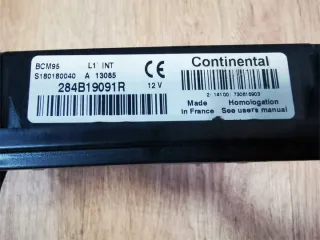 BCM95 L1 INT
S180180040 A 13085
284B19091R 12 V
CE
Continental
Made in France
Homologation See user's manual